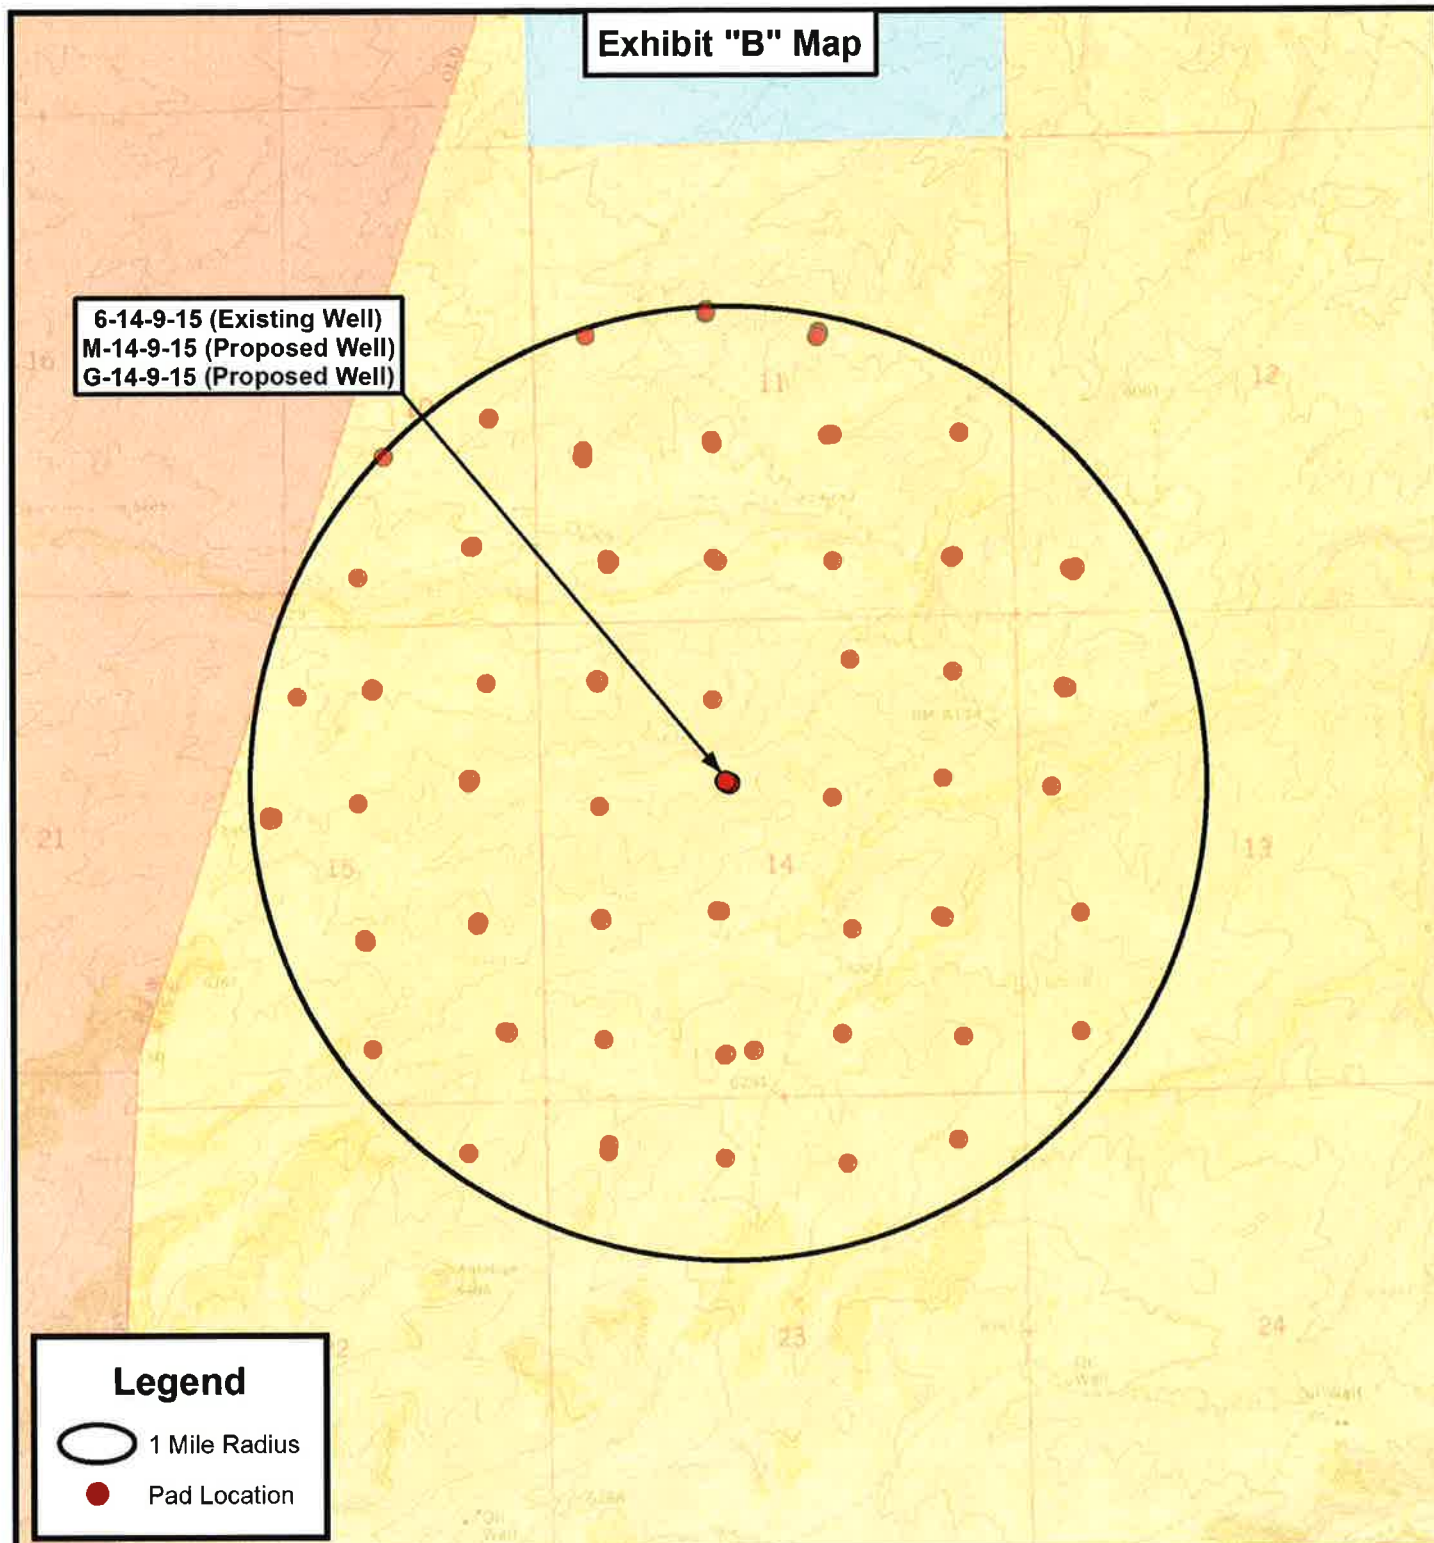 Exhibit "B" Map
6-14-9-15 (Existing Well)
M-14-9-15 (Proposed Well)
G-14-9-15 (Proposed Well)
16
11
12
21
15
14
13
23
24
Legend
1 Mile Radius
Pad Location